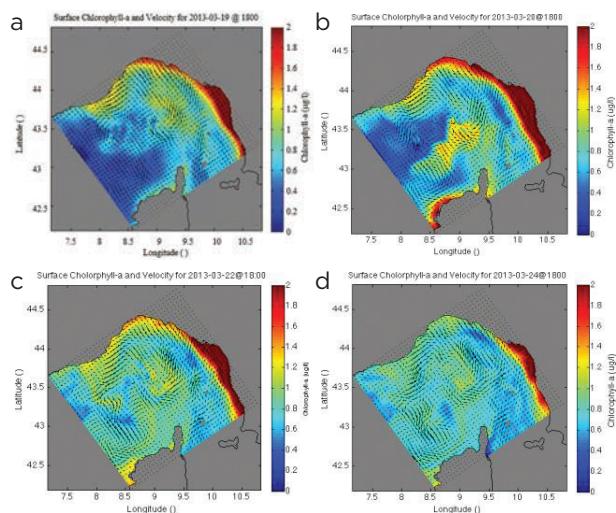 a
Surface Chlorophyll-a and Velocity for 2013-03-19 @ 1800
44.5
44
43.5
43
42.5
Latitude ( )
7.5 8 8.5 9 9.5 10 10.5
Longitude ( )
2
1.8
1.6
1.4
1.2
1
0.8
0.6
0.4
0.2
0
Chlorophyll-a (ug/l)
b
Surface Cholorphyll-a and Velocity for 2013-03-20@1800
44.5
44
43.5
43
42.5
Latitude ()
7.5 8 8.5 9 9.5 10 10.5
Longitude ()
2
1.8
1.6
1.4
1.2
1
0.8
0.6
0.4
0.2
0
Chlorophyll-a (ug/l)
c
Surface Cholorphyll-a and Velocity for 2013-03-22@18:00
44.5
44
43.5
43
42.5
Latitude ()
7.5 8 8.5 9 9.5 10 10.5
Longitude ()
2
1.8
1.6
1.4
1.2
1
0.8
0.6
0.4
0.2
0
Chlorophyll-a (ug/l)
d
Surface Cholorphyll-a and Velocity for 2013-03-24@1800
44.5
44
43.5
43
42.5
Latitude ()
7.5 8 8.5 9 9.5 10 10.5
Longitude ()
2
1.8
1.6
1.4
1.2
1
0.8
0.6
0.4
0.2
0
Chlorophyll-a (ug/l)